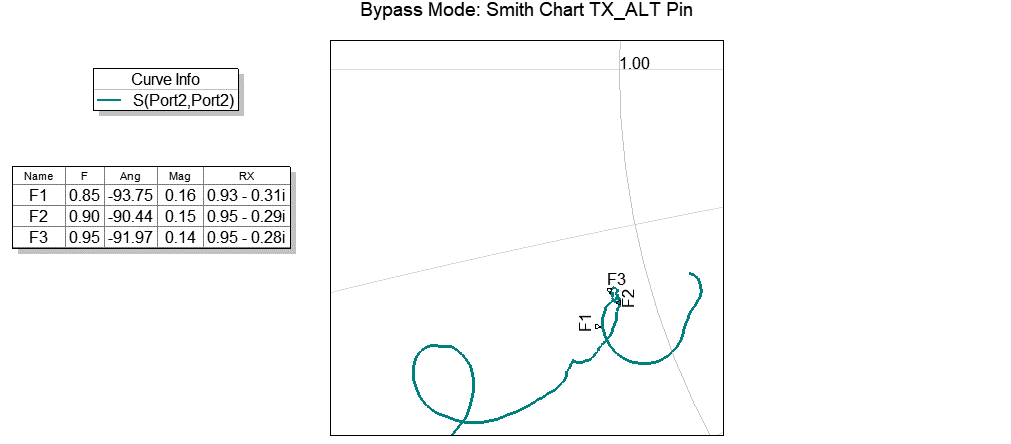 Bypass Mode: Smith Chart TX_ALT Pin
1.00
Curve Info
S(Port2,Port2)
Name F Ang Mag RX
F1 0.85 -93.75 0.16 0.93 - 0.31i
F2 0.90 -90.44 0.15 0.95 - 0.29i
F3 0.95 -91.97 0.14 0.95 - 0.28i
F3
F2
F1